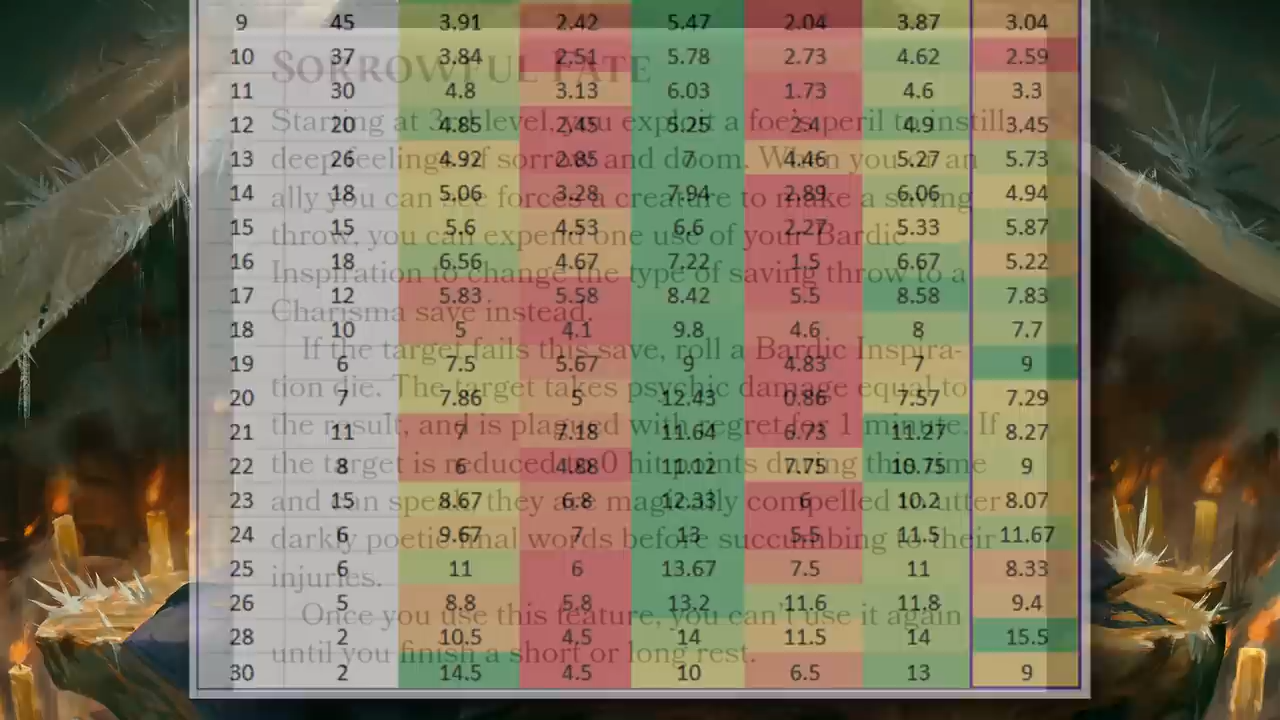 9 45 3.91 2.42 5.47 2.04 3.87 3.04
10 37 3.84 2.51 5.78 2.73 4.62 2.59
11 30 4.8 3.13 6.03 1.73 4.6 3.3
12 20 4.85 2.45 5.25 2.4 4.9 3.45
13 26 4.92 2.85 7 4.46 5.27 5.73
14 18 5.06 3.28 7.94 2.89 6.06 4.94
15 15 5.6 4.53 6.6 2.27 5.33 5.87
16 18 6.56 4.67 7.22 1.5 6.67 5.22
17 12 5.83 5.58 8.42 5.5 8.58 7.83
18 10 5 4.1 9.8 4.6 8 7.7
19 6 7.5 5.67 9 4.83 7 9
20 7 7.86 5 12.43 0.86 7.57 7.29
21 11 7 7.18 11.64 6.73 11.27 8.27
22 8 6 4.88 11.12 7.75 10.75 9
23 15 8.67 6.8 12.33 6 10.2 8.07
24 6 9.67 7 13 5.5 11.5 11.67
25 6 11 6 13.67 7.5 11 8.33
26 5 8.8 5.8 13.2 11.6 11.8 9.4
28 2 10.5 4.5 14 11.5 14 15.5
30 2 14.5 4.5 10 6.5 13 9
SORROWFUL FATE
Starting at 3rd level, you exploit a foe's peril to instill
deep feelings of sorrow and doom. When you or an
ally you can see forces a creature to make a saving
throw, you can expend one use of your Bardic
Inspiration to change the type of saving throw to a
Charisma save instead.
If the target fails this save, roll a Bardic Inspira-
tion die. The target takes psychic damage equal to
the result, and is plagued with regret for 1 minute. If
the target is reduced to 0 hit points during this time
and can speak, they are magically compelled to utter
darkly poetic final words before succumbing to their
injuries.
Once you use this feature, you can't use it again
until you finish a short or long rest.